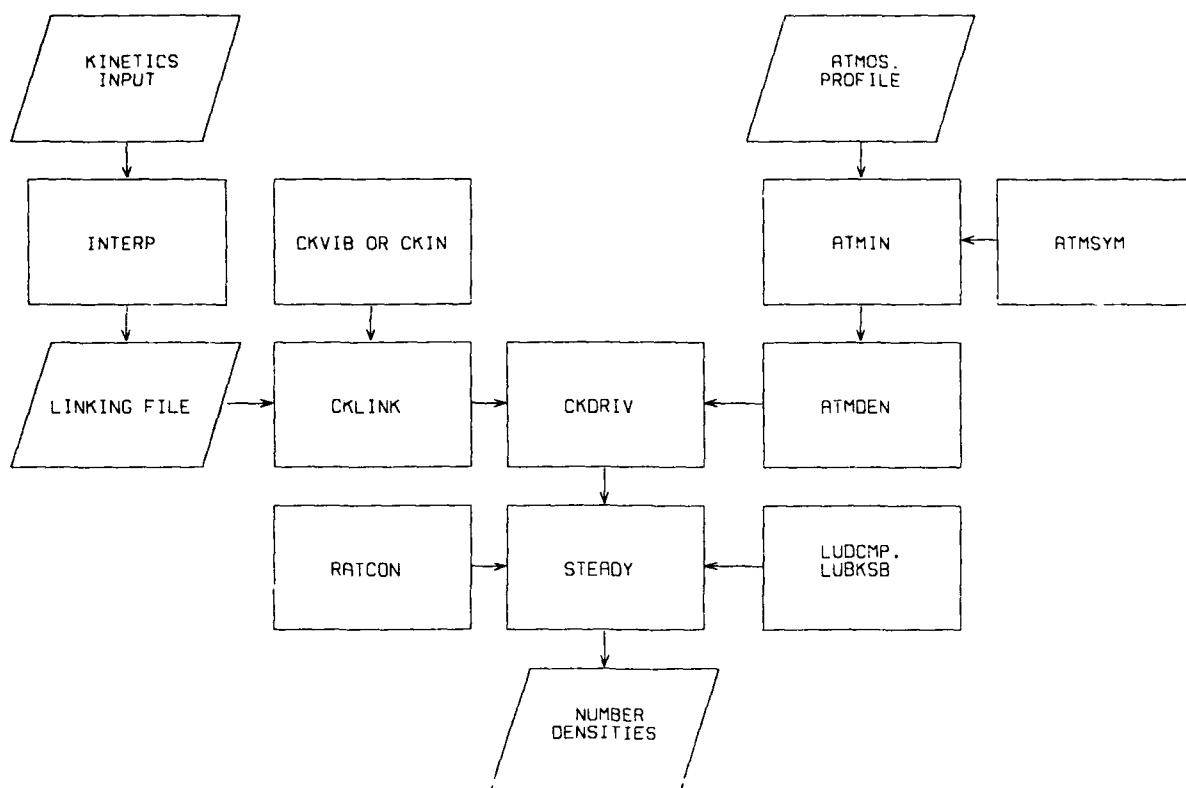 KINETICS
INPUT
ATMOS.
PROFILE
INTERP
CKVIB OR CKIN
ATMIN
ATMSYM
LINKING FILE
CKLINK
CKDRIV
ATMDEN
RATCON
STEADY
LUDCMP.
LUBKSB
NUMBER
DENSITIES